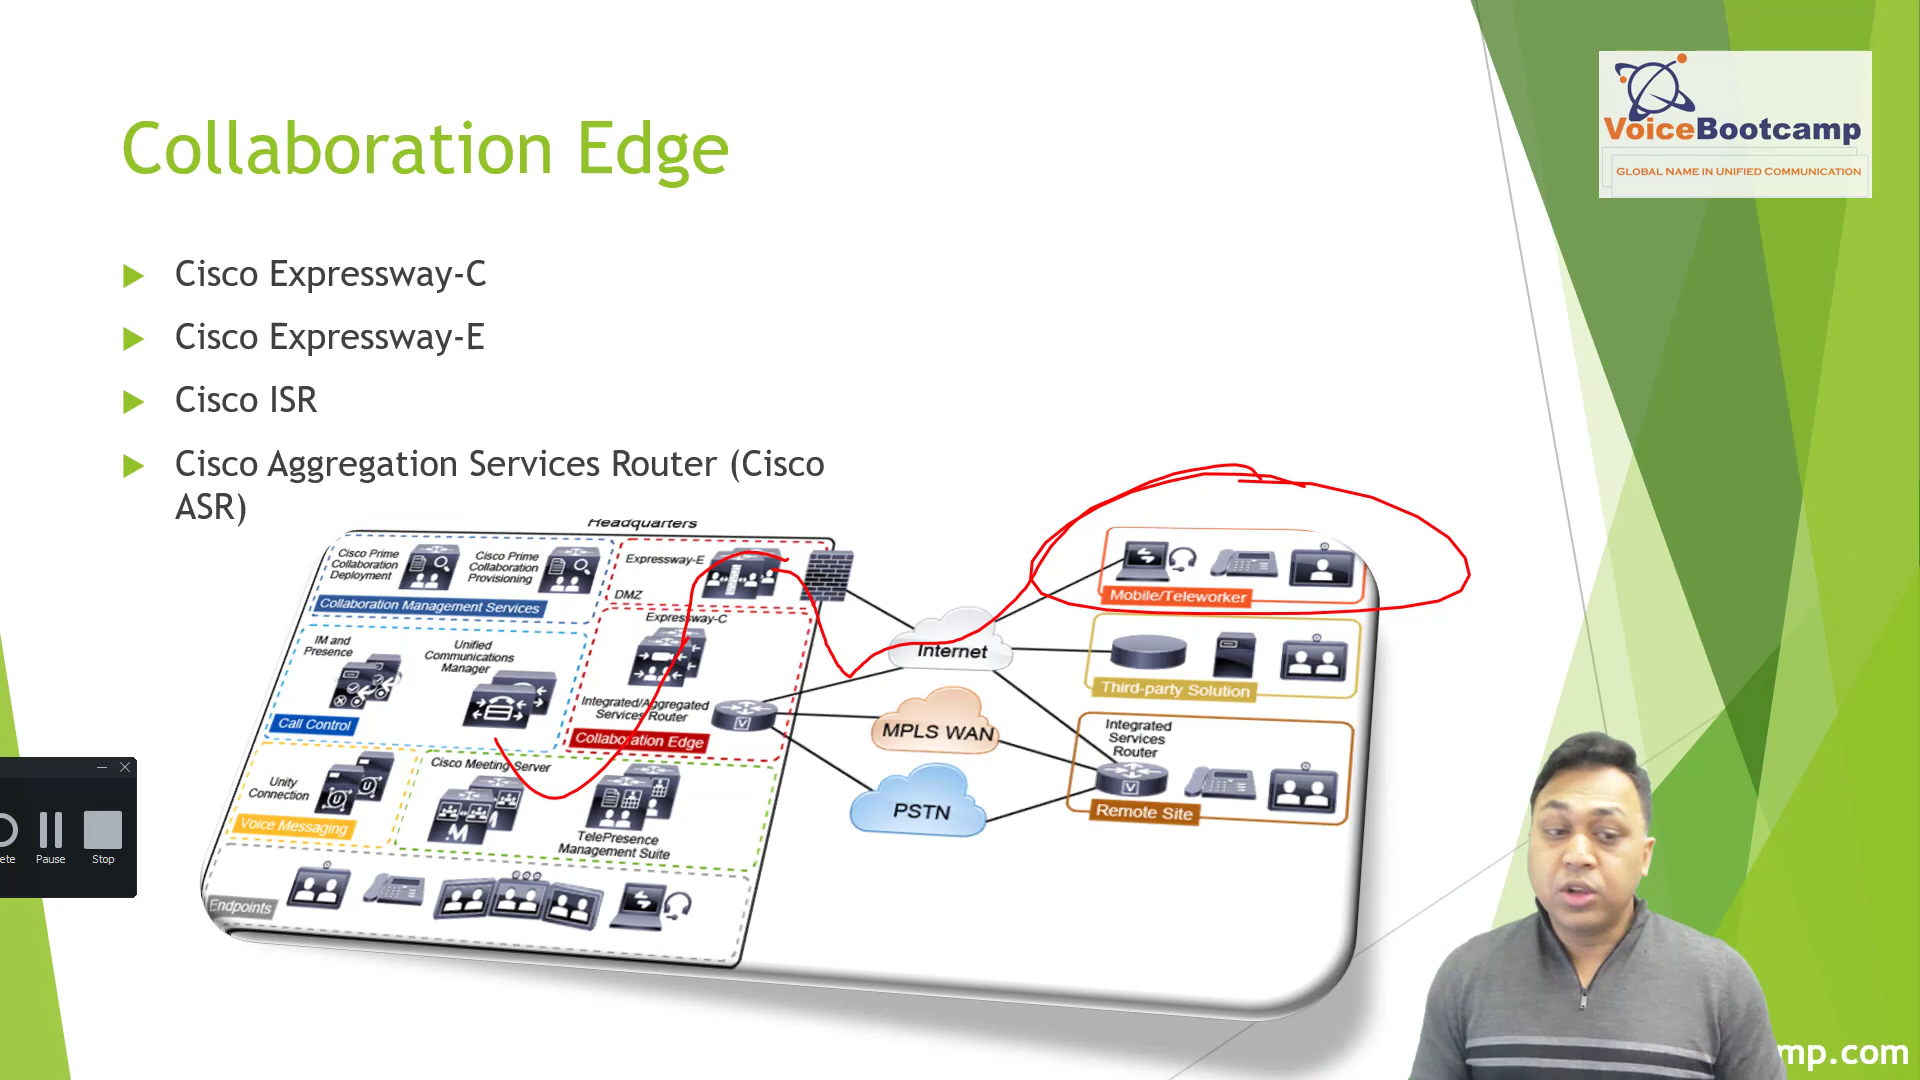 Collaboration Edge
VoiceBootcamp
GLOBAL NAME IN UNIFIED COMMUNICATION
Cisco Expressway-C
Cisco Expressway-E
Cisco ISR
Cisco Aggregation Services Router (Cisco
ASR)
Headquarters
Cisco Prime
Collaboration
Deployment
Cisco Prime
Collaboration
Provisioning
Collaboration Management Services
Expressway-E
DMZ
Expressway-C
Integrated/Aggregated
Services Router
V
Collaboration Edge
IM and
Presence
Unified
Communications
Manager
Call Control
Unity
Connection
U
U
Voice Messaging
Cisco Meeting Server
M
TelePresence
Management Suite
Endpoints
Internet
MPLS WAN
PSTN
Mobile/Teleworker
Third-party Solution
Integrated
Services
Router
V
Remote Site
ete
Pause
Stop
mp.com